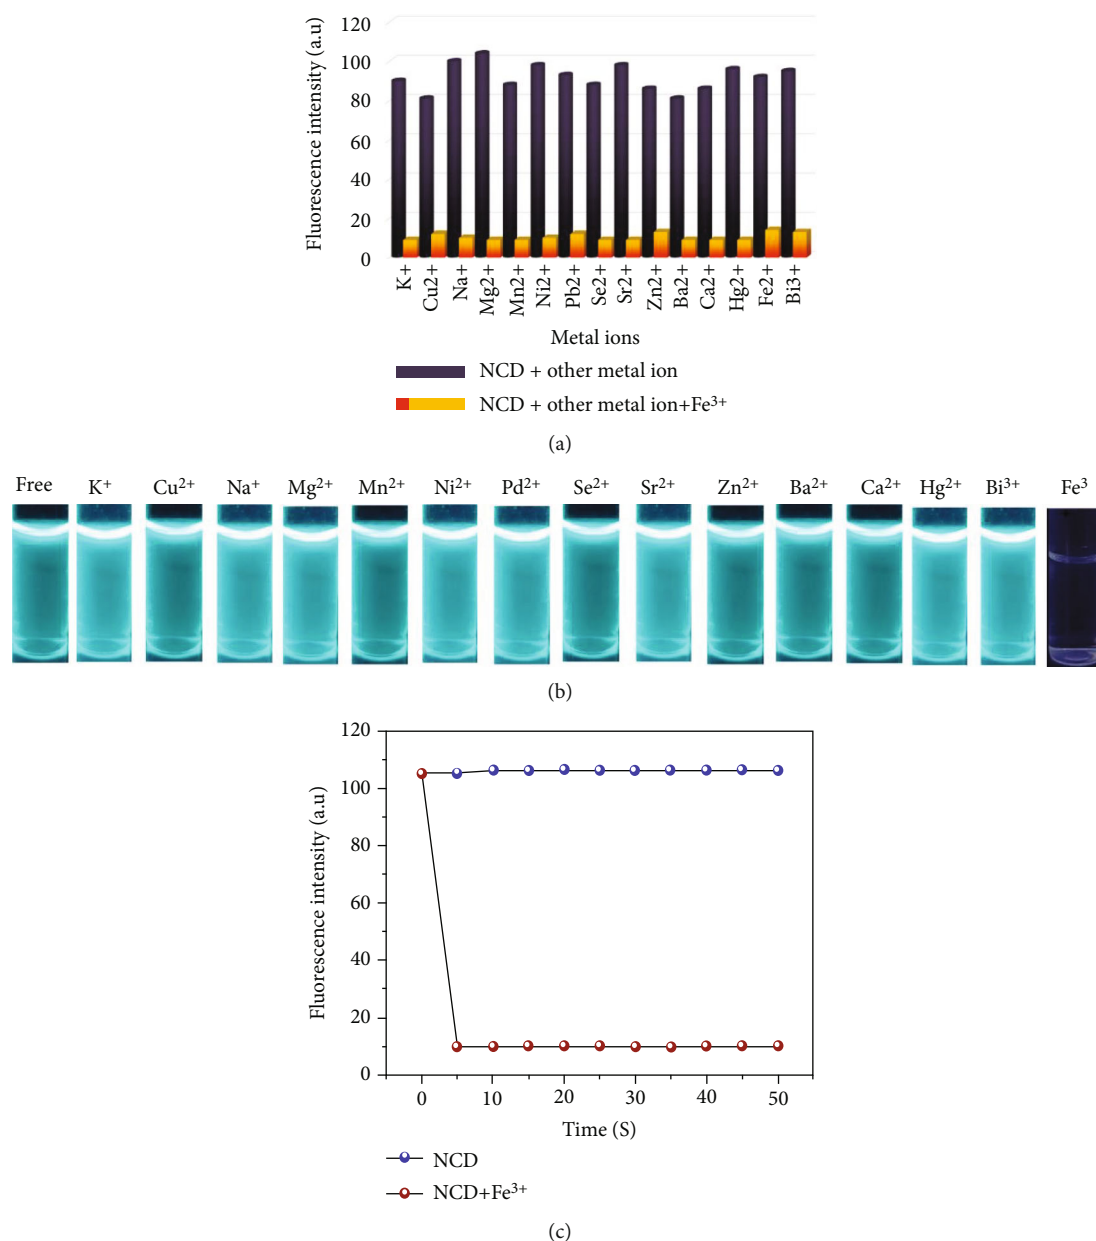 Fluorescence intensity (a.u)
120
100
80
60
40
20
0
K+ Cu2+ Na+ Mg2+ Mn2+ Ni2+ Pb2+ Se2+ Sr2+ Zn2+ Ba2+ Ca2+ Hg2+ Fe2+ Bi3+
Metal ions
NCD + other metal ion
NCD + other metal ion+Fe³⁺
(a)
Free K⁺ Cu²⁺ Na⁺ Mg²⁺ Mn²⁺ Ni²⁺ Pd²⁺ Se²⁺ Sr²⁺ Zn²⁺ Ba²⁺ Ca²⁺ Hg²⁺ Bi³⁺ Fe³
(b)
Fluorescence intensity (a.u)
120
100
80
60
40
20
0
0 10 20 30 40 50
Time (S)
NCD
NCD+Fe³⁺
(c)